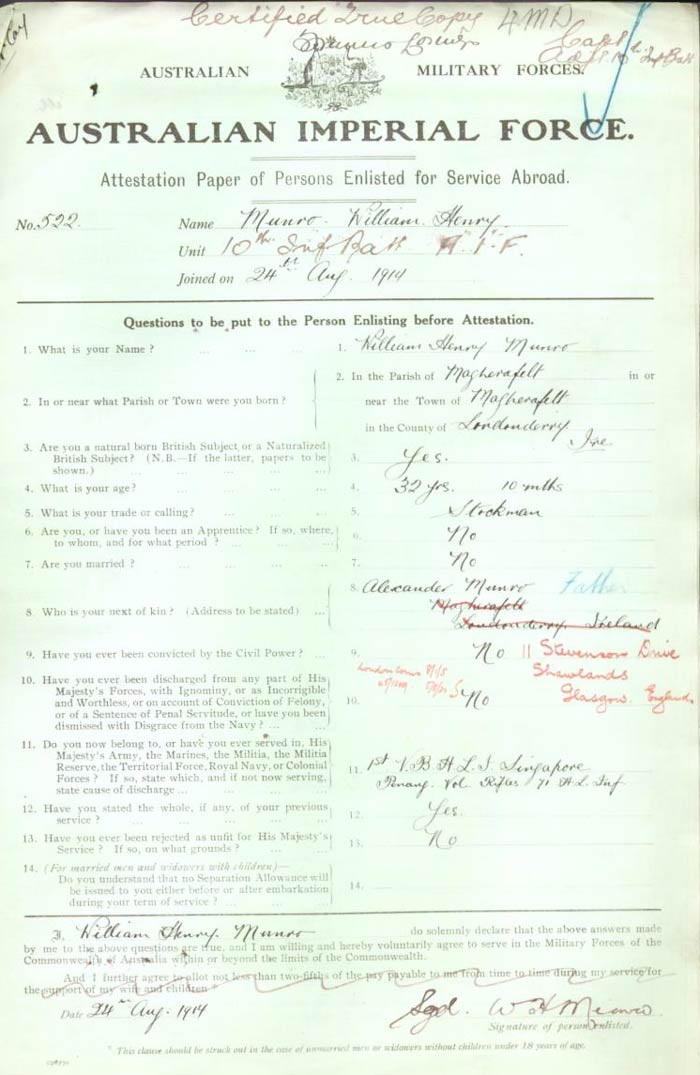 Certified True Copy 4 MD
Capt
AUSTRALIAN MILITARY FORCES.
AUSTRALIAN IMPERIAL FORCE.
Attestation Paper of Persons Enlisted for Service Abroad.
No. 522. Name Munro William Henry
Unit 10th Inf Batt A.I.F.
Joined on 24th Aug. 1914
Questions to be put to the Person Enlisting before Attestation.
1. What is your Name? ... ... ... 1. William Henry Munro
2. In or near what Parish or Town were you born? 2. In the Parish of Magherafelt in or
near the Town of Magherafelt
in the County of Londonderry
Ire
3. Are you a natural born British Subject or a Naturalized
British Subject? (N.B.—If the latter, papers to be
shown.) ... ... ... ... 3. Yes.
4. What is your age? ... ... ... 4. 32 yrs. 10 mths
5. What is your trade or calling? ... ... 5. Stockman
6. Are you, or have you been an Apprentice? If so, where,
to whom, and for what period? ... ... ... 6. No
7. Are you married? ... ... ... 7. No
8. Who is your next of kin? (Address to be stated) ... 8. Alexander Munro Father
Magherafelt
Londonderry Ireland
9. Have you ever been convicted by the Civil Power? ... 9. No 11 Stevenson Drive
Shawlands
Glasgow. England
10. Have you ever been discharged from any part of His
Majesty's Forces, with Ignominy, or as Incorrigible
and Worthless, or on account of Conviction of Felony,
or of a Sentence of Penal Servitude, or have you been
dismissed with Disgrace from the Navy? ... ... 10. No
11. Do you now belong to, or have you ever served in, His
Majesty's Army, the Marines, the Militia, the Militia
Reserve, the Territorial Force, Royal Navy, or Colonial
Forces? If so, state which, and if not now serving,
state cause of discharge ... ... ... 11. 1st V.B H.L.I. Singapore
Penang. Vol. Rifles 71 H.L. Inf
12. Have you stated the whole, if any, of your previous
service? ... ... ... ... 12. Yes.
13. Have you ever been rejected as unfit for His Majesty's
Service? If so, on what grounds? ... ... 13. No
14. (For married men and widowers with children)—
Do you understand that no Separation Allowance will
be issued to you either before or after embarkation
during your term of service? ... ... ... 14.
I, William Henry Munro do solemnly declare that the above answers made
by me to the above questions are true, and I am willing and hereby voluntarily agree to serve in the Military Forces of the
Commonwealth of Australia within or beyond the limits of the Commonwealth.
And I further agree to allot not less than two-fifths of the pay payable to me from time to time during my service for
the support of my wife and children *
Date 24th Aug. 1914 Sgd. W H Munro
Signature of person enlisted.
* This clause should be struck out in the case of unmarried men or widowers without children under 18 years of age.